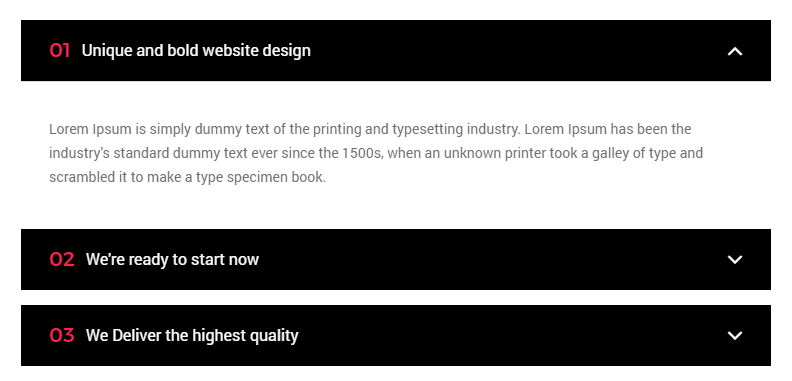 01 Unique and bold website design
Lorem Ipsum is simply dummy text of the printing and typesetting industry. Lorem Ipsum has been the
industry's standard dummy text ever since the 1500s, when an unknown printer took a galley of type and
scrambled it to make a type specimen book.
02 We're ready to start now
03 We Deliver the highest quality